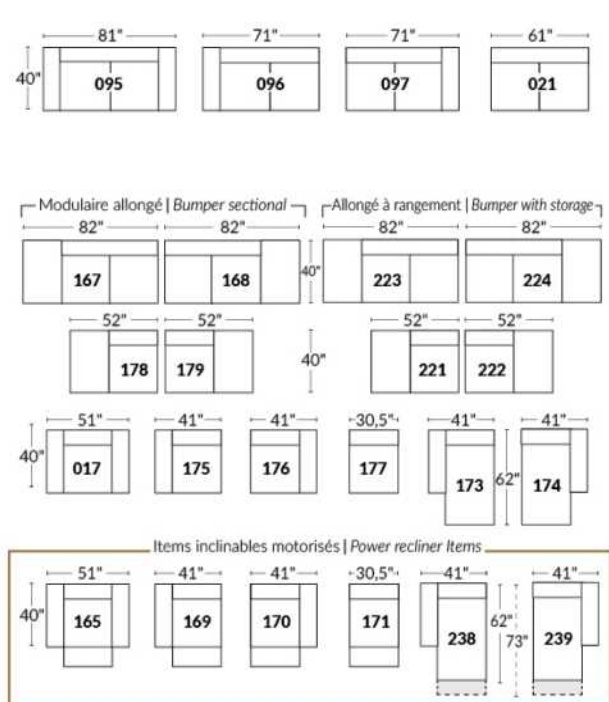 81" 71" 71" 61"
40" 095 096 097 021
Modulaire allongé | Bumper sectional Allongé à rangement | Bumper with storage
82" 82" 82" 82"
167 168 40" 223 224
52" 52" 52" 52"
178 179 40" 221 222
51" 41" 41" 30,5" 41" 41"
40" 017 175 176 177 173 62" 174
Items inclinables motorisés | Power recliner Items
51" 41" 41" 30,5" 41" 41"
40" 165 169 170 171 238 62" 73" 239